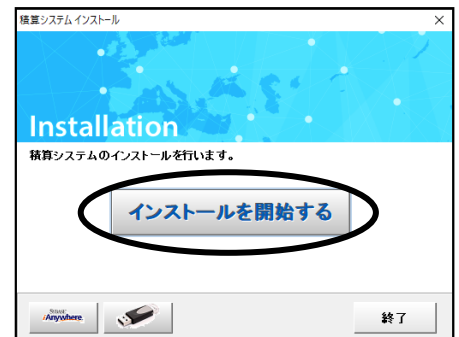 積算システム インストール
Installation
積算システムのインストールを行います。
インストールを開始する
Anywhere
終了